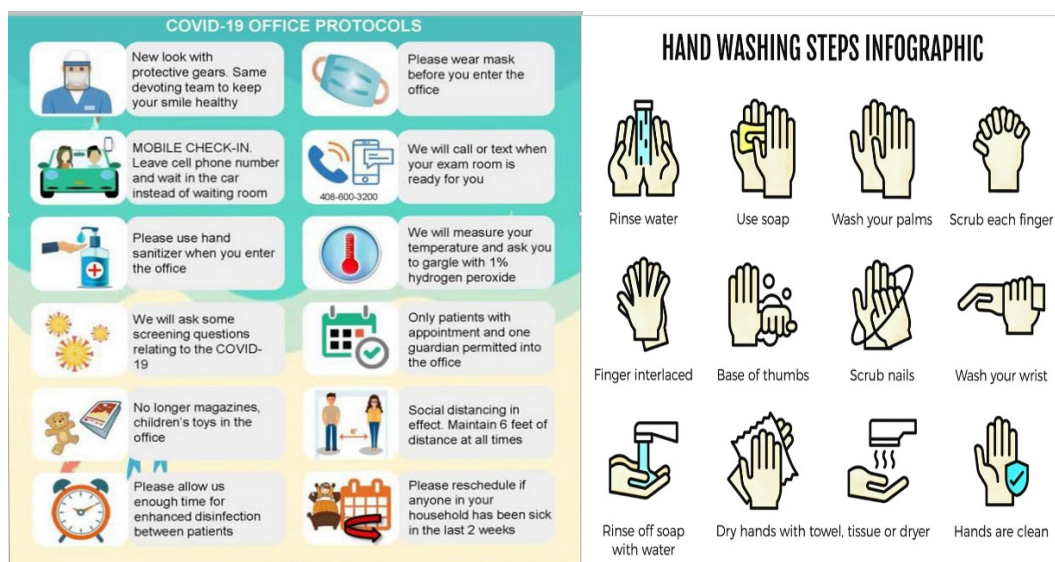 COVID-19 OFFICE PROTOCOLS
New look with
protective gears. Same
devoting team to keep
your smile healthy
Please wear mask
before you enter the
office
MOBILE CHECK-IN.
Leave cell phone number
and wait in the car
instead of waiting room
We will call or text when
your exam room is
ready for you
408-600-3200
Please use hand
sanitizer when you enter
the office
We will measure your
temperature and ask you
to gargle with 1%
hydrogen peroxide
We will ask some
screening questions
relating to the COVID-
19
Only patients with
appointment and one
guardian permitted into
the office
No longer magazines,
children's toys in the
office
6"
Social distancing in
effect. Maintain 6 feet of
distance at all times
Please allow us
enough time for
enhanced disinfection
between patients
Please reschedule if
anyone in your
household has been sick
in the last 2 weeks
HAND WASHING STEPS INFOGRAPHIC
Rinse water
Use soap
Wash your palms
Scrub each finger
Finger interlaced
Base of thumbs
Scrub nails
Wash your wrist
Rinse off soap
with water
Dry hands with towel, tissue or dryer
Hands are clean